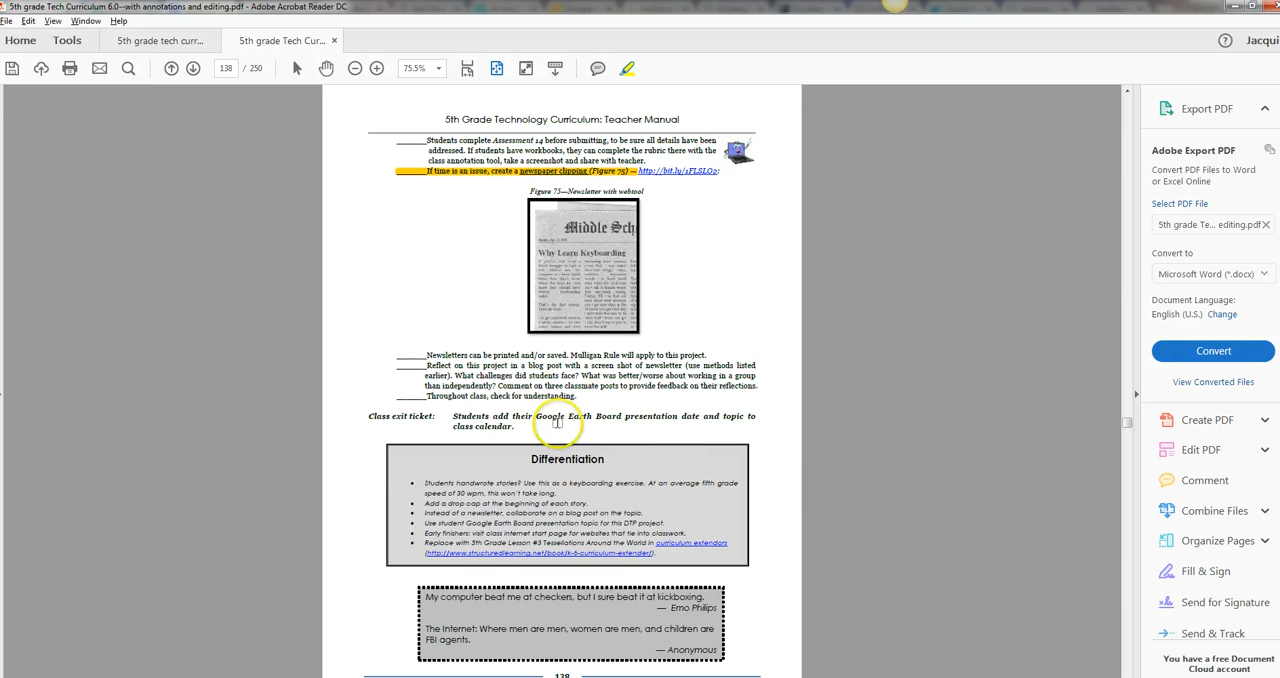 5th grade Tech Curriculum 6.0--with annotations and editing.pdf - Adobe Acrobat Reader DC
File Edit View Window Help
Home Tools 5th grade tech curr... 5th grade Tech Cur... × Jacqui
138 / 250 75.5%
5th Grade Technology Curriculum: Teacher Manual
______Students complete Assessment 14 before submitting, to be sure all details have been
addressed. If students have workbooks, they can complete the rubric there with the
class annotation tool, take a screenshot and share with teacher.
______If time is an issue, create a newspaper clipping (Figure 75) — http://bit.ly/1FLSLO2:
Figure 75—Newsletter with webtool
Middle Sch
Why Learn Keyboarding
______Newsletters can be printed and/or saved. Mulligan Rule will apply to this project.
______Reflect on this project in a blog post with a screen shot of newsletter (use methods listed
earlier). What challenges did students face? What was better/worse about working in a group
than independently? Comment on three classmate posts to provide feedback on their reflections.
______Throughout class, check for understanding.
Class exit ticket: Students add their Google Earth Board presentation date and topic to
class calendar.
Differentiation
• Students handwrote stories? Use this as a keyboarding exercise. At an average fifth grade
speed of 30 wpm, this won't take long.
• Add a drop cap at the beginning of each story.
• Instead of a newsletter, collaborate on a blog post on the topic.
• Use student Google Earth Board presentation topic for this DTP project.
• Early finishers: visit class internet start page for websites that tie into classwork.
• Replace with 5th Grade Lesson #3 Tessellations Around the World in curriculum extendors
(http://www.structuredlearning.net/book/k-6-curriculum-extender/).
My computer beat me at checkers, but I sure beat it at kickboxing.
— Emo Philips
The Internet: Where men are men, women are men, and children are
FBI agents.
— Anonymous
138
Export PDF
Adobe Export PDF
Convert PDF Files to Word
or Excel Online
Select PDF File
5th grade Te... editing.pdf ×
Convert to
Microsoft Word (*.docx)
Document Language:
English (U.S.) Change
Convert
View Converted Files
Create PDF
Edit PDF
Comment
Combine Files
Organize Pages
Fill & Sign
Send for Signature
Send & Track
You have a free Document
Cloud account